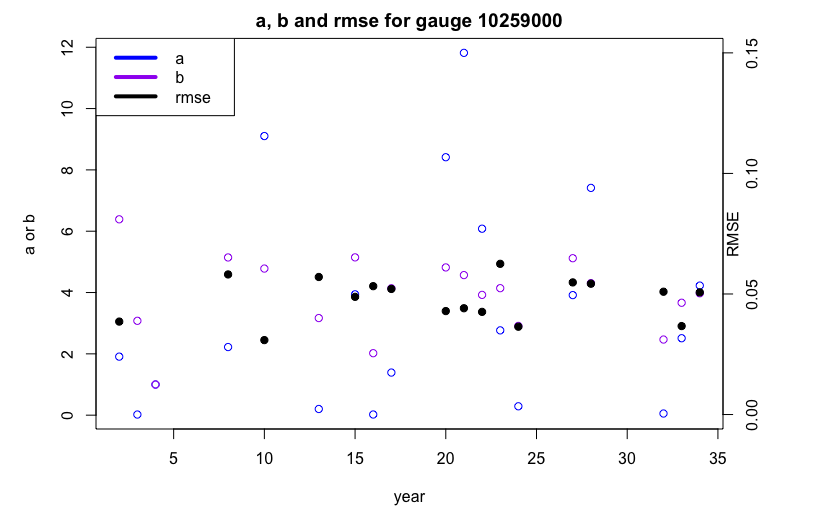 a, b and rmse for gauge 10259000
a
b
rmse
12
10
8
6
4
2
0
a or b
0.15
0.10
0.05
0.00
RMSE
5 10 15 20 25 30 35
year